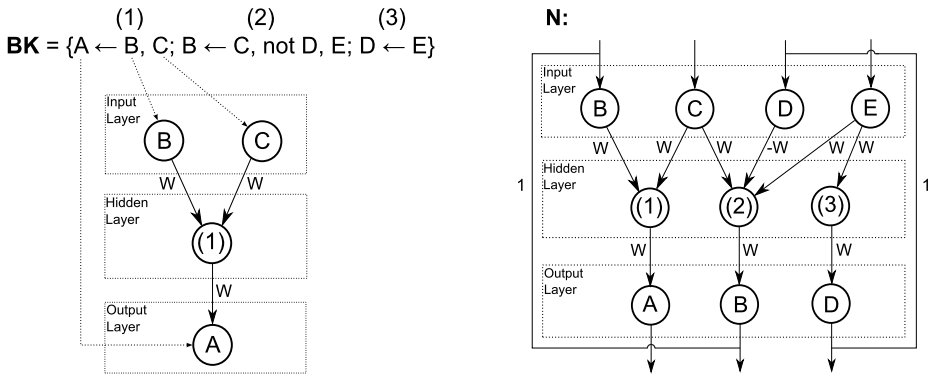 (1) (2) (3)
BK = {A ← B, C; B ← C, not D, E; D ← E}
Input
Layer
B C
W W
Hidden
Layer
(1)
W
Output
Layer
A
N:
Input
Layer
B C D E
W W W -W W W
1 1
Hidden
Layer
(1) (2) (3)
W W W
Output
Layer
A B D